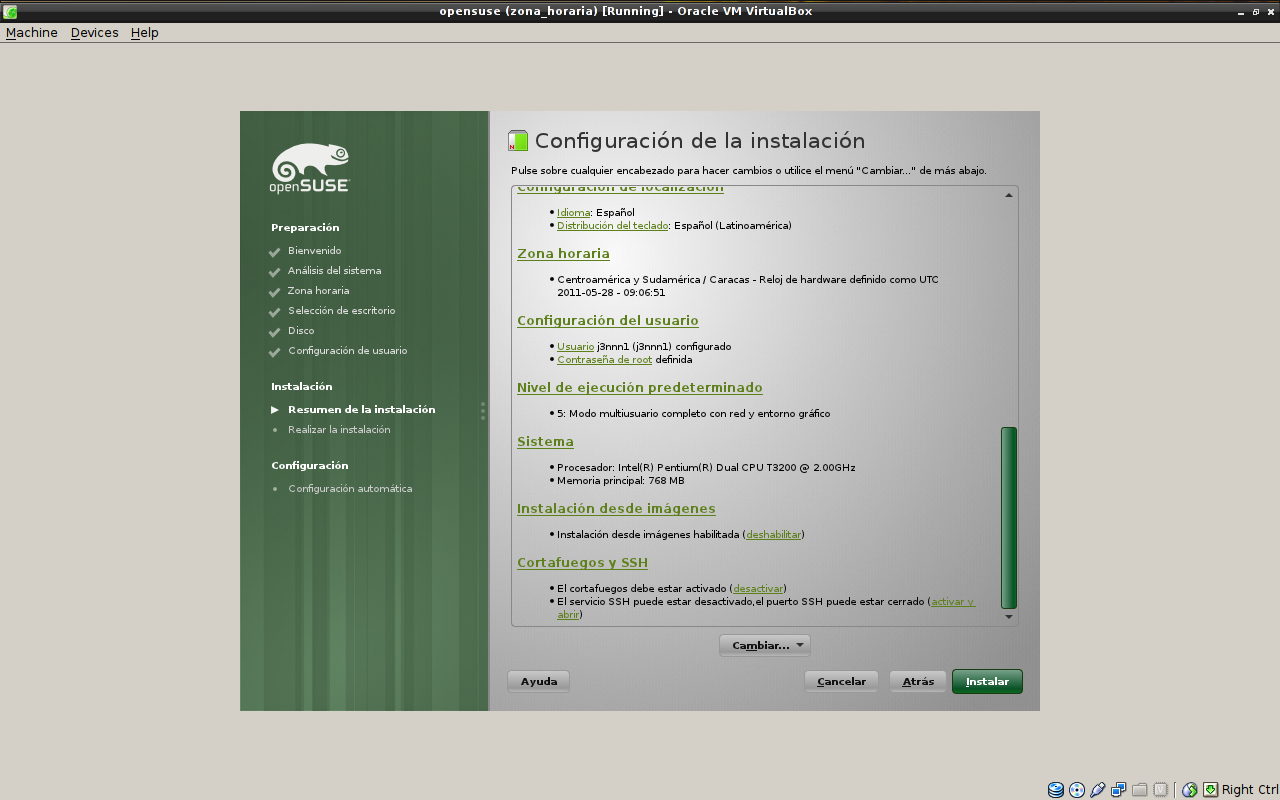 opensuse (zona_horaria) [Running] - Oracle VM VirtualBox
Machine Devices Help
openSUSE
Preparación
Bienvenido
Análisis del sistema
Zona horaria
Selección de escritorio
Disco
Configuración de usuario
Instalación
Resumen de la instalación
Realizar la instalación
Configuración
Configuración automática
Configuración de la instalación
Pulse sobre cualquier encabezado para hacer cambios o utilice el menú "Cambiar..." de más abajo.
Configuración de localización
Idioma: Español
Distribución del teclado: Español (Latinoamérica)
Zona horaria
Centroamérica y Sudamérica / Caracas - Reloj de hardware definido como UTC
2011-05-28 - 09:06:51
Configuración del usuario
Usuario j3nnn1 (j3nnn1) configurado
Contraseña de root definida
Nivel de ejecución predeterminado
5: Modo multiusuario completo con red y entorno gráfico
Sistema
Procesador: Intel(R) Pentium(R) Dual CPU T3200 @ 2.00GHz
Memoria principal: 768 MB
Instalación desde imágenes
Instalación desde imágenes habilitada (deshabilitar)
Cortafuegos y SSH
El cortafuegos debe estar activado (desactivar)
El servicio SSH puede estar desactivado,el puerto SSH puede estar cerrado (activar y
abrir)
Cambiar...
Ayuda Cancelar Atrás Instalar
Right Ctrl